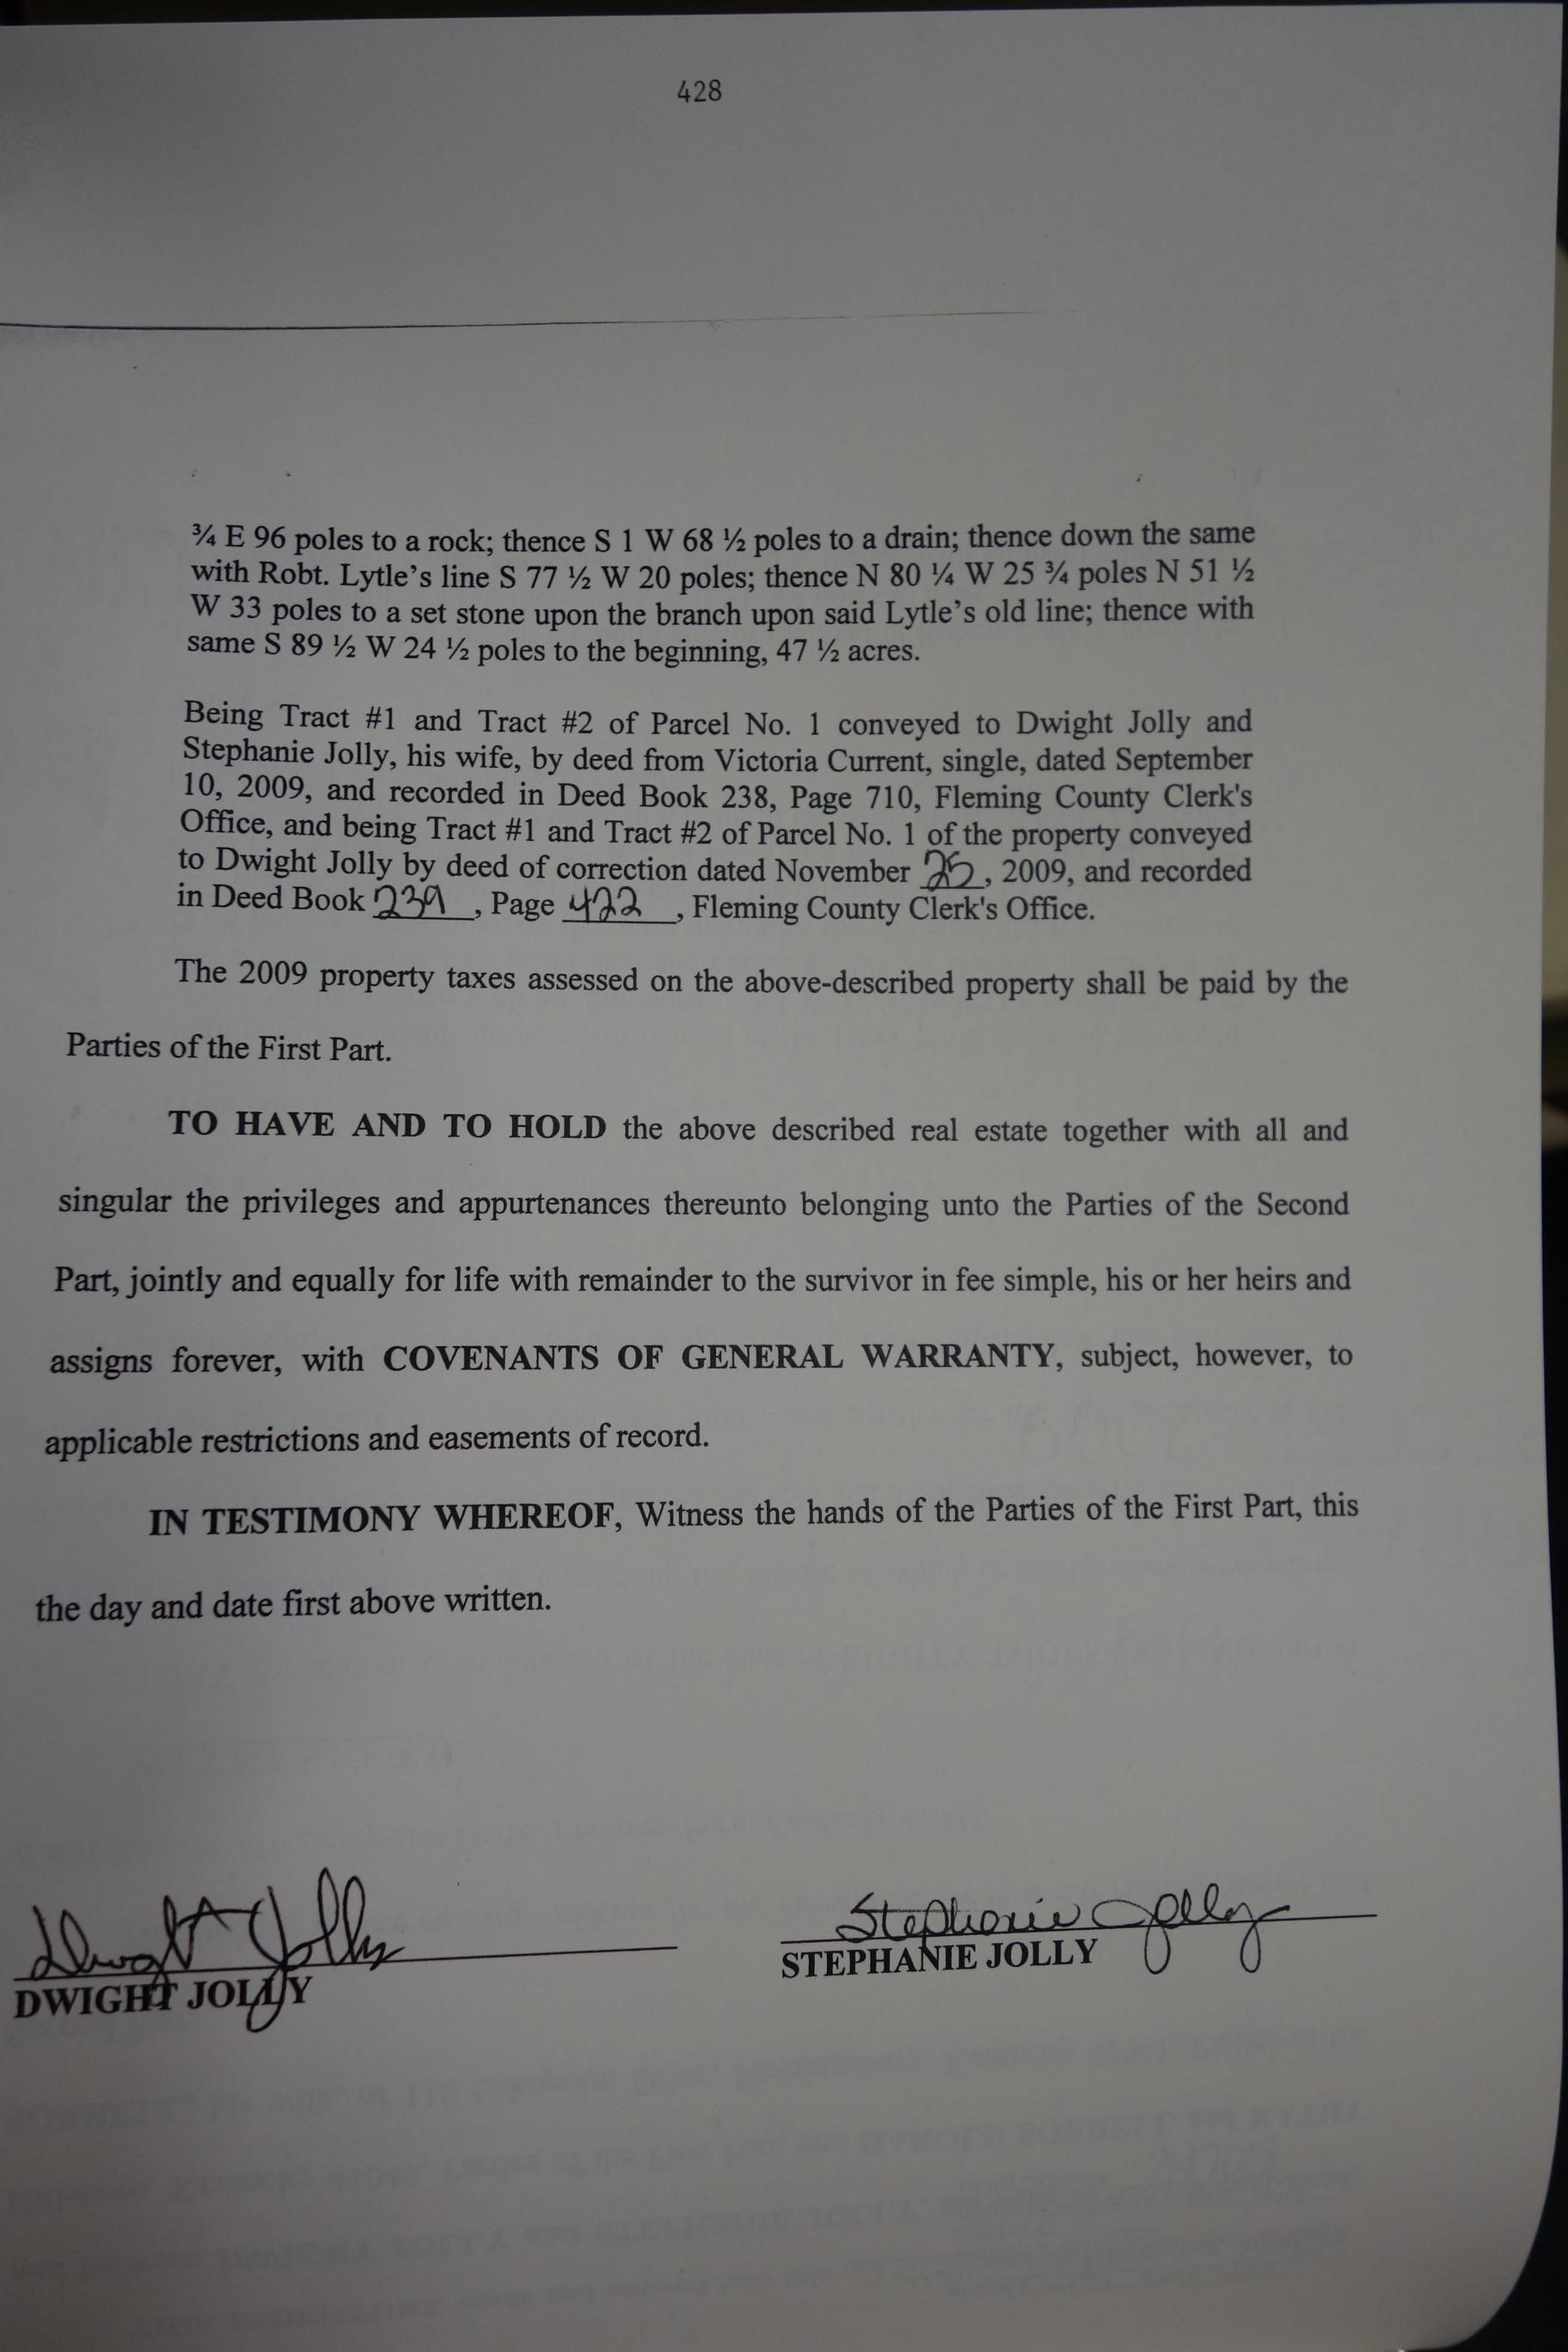 428
¾ E 96 poles to a rock; thence S 1 W 68 ½ poles to a drain; thence down the same
with Robt. Lytle's line S 77 ½ W 20 poles; thence N 80 ¼ W 25 ¾ poles N 51 ½
W 33 poles to a set stone upon the branch upon said Lytle's old line; thence with
same S 89 ½ W 24 ½ poles to the beginning, 47 ½ acres.
Being Tract #1 and Tract #2 of Parcel No. 1 conveyed to Dwight Jolly and
Stephanie Jolly, his wife, by deed from Victoria Current, single, dated September
10, 2009, and recorded in Deed Book 238, Page 710, Fleming County Clerk's
Office, and being Tract #1 and Tract #2 of Parcel No. 1 of the property conveyed
to Dwight Jolly by deed of correction dated November 25, 2009, and recorded
in Deed Book 239, Page 422, Fleming County Clerk's Office.
The 2009 property taxes assessed on the above-described property shall be paid by the
Parties of the First Part.
TO HAVE AND TO HOLD the above described real estate together with all and
singular the privileges and appurtenances thereunto belonging unto the Parties of the Second
Part, jointly and equally for life with remainder to the survivor in fee simple, his or her heirs and
assigns forever, with COVENANTS OF GENERAL WARRANTY, subject, however, to
applicable restrictions and easements of record.
IN TESTIMONY WHEREOF, Witness the hands of the Parties of the First Part, this
the day and date first above written.
Dwight Jolly
DWIGHT JOLLY
Stephanie Jolly
STEPHANIE JOLLY